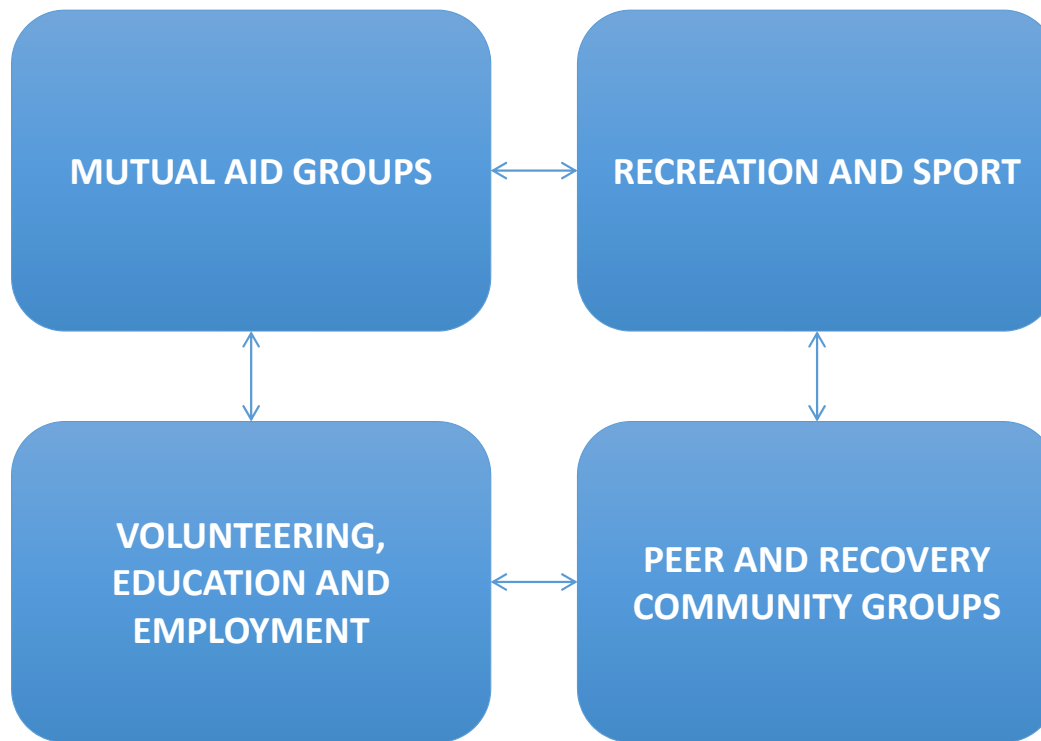 MUTUAL AID GROUPS
RECREATION AND SPORT
VOLUNTEERING,
EDUCATION AND
EMPLOYMENT
PEER AND RECOVERY
COMMUNITY GROUPS